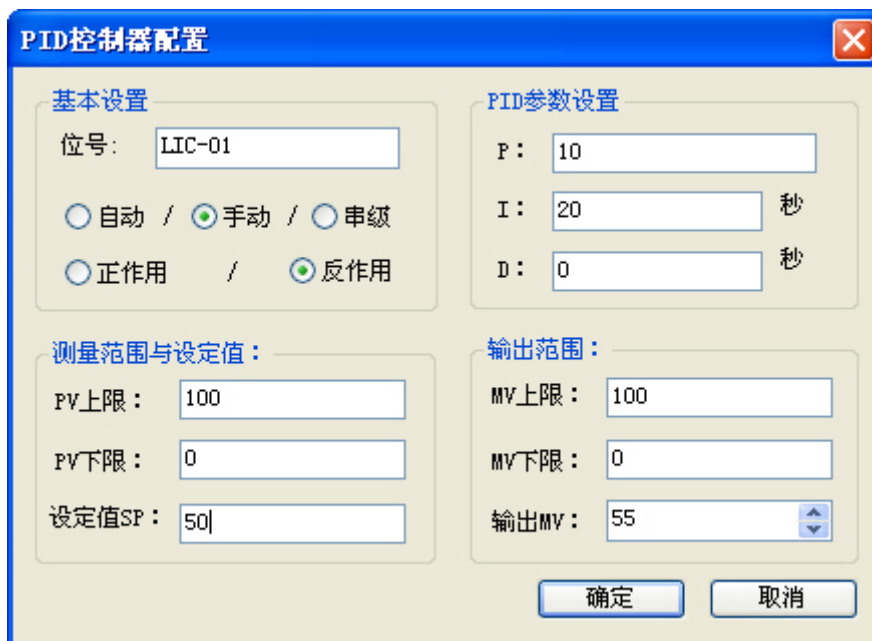 PID控制器配置
基本设置
位号: LIC-01
自动 / 手动 / 串级
正作用 / 反作用
PID参数设置
P: 10
I: 20 秒
D: 0 秒
测量范围与设定值:
PV上限: 100
PV下限: 0
设定值SP: 50
输出范围:
MV上限: 100
MV下限: 0
输出MV: 55
确定 取消